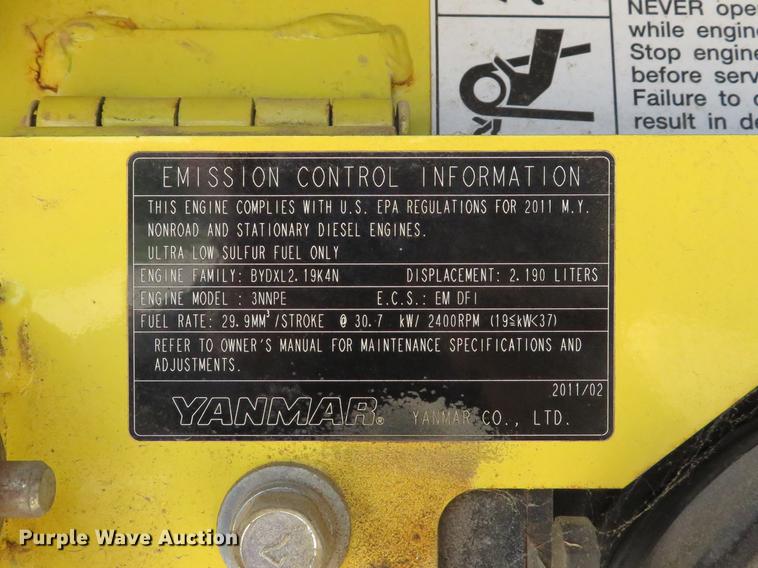 NEVER ope
while engin
Stop engine
before serv
Failure to
result in de
EMISSION CONTROL INFORMATION
THIS ENGINE COMPLIES WITH U.S. EPA REGULATIONS FOR 2011 M.Y.
NONROAD AND STATIONARY DIESEL ENGINES.
ULTRA LOW SULFUR FUEL ONLY
ENGINE FAMILY: BYDXL2.19K4N DISPLACEMENT: 2.190 LITERS
ENGINE MODEL : 3NNPE E.C.S.: EM DFI
FUEL RATE: 29.9MM³/STROKE @ 30.7 kW/ 2400RPM (19≦kW<37)
REFER TO OWNER'S MANUAL FOR MAINTENANCE SPECIFICATIONS AND
ADJUSTMENTS.
2011/02
YANMAR® YANMAR CO., LTD.
Purple Wave Auction